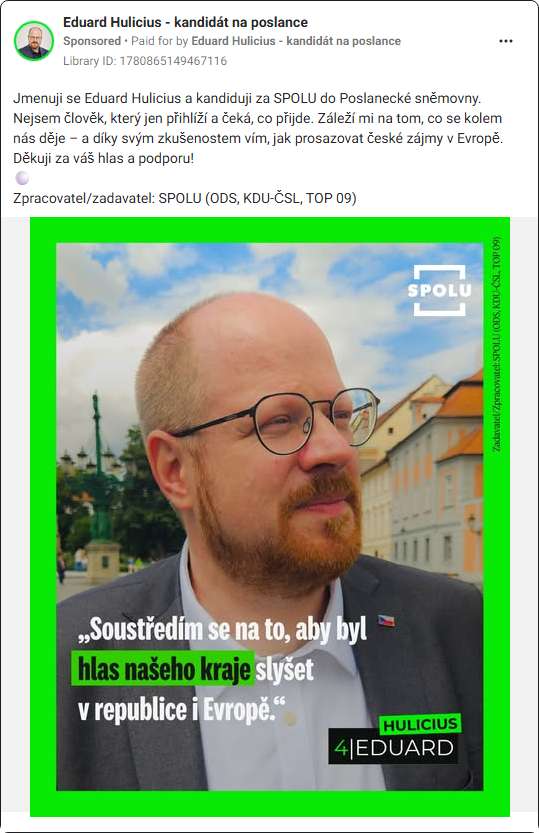 Eduard Hulicius - kandidát na poslance
Sponsored • Paid for by Eduard Hulicius - kandidát na poslance
Library ID: 1780865149467116
Jmenuji se Eduard Hulicius a kandiduji za SPOLU do Poslanecké sněmovny.
Nejsem člověk, který jen přihlíží a čeká, co přijde. Záleží mi na tom, co se kolem
nás děje – a díky svým zkušenostem vím, jak prosazovat české zájmy v Evropě.
Děkuji za váš hlas a podporu!
Zpracovatel/zadavatel: SPOLU (ODS, KDU-ČSL, TOP 09)
SPOLU
Zadavatel/Zpracovatel: SPOLU (ODS, KDU-ČSL, TOP 09)
„Soustředím se na to, aby byl
hlas našeho kraje slyšet
v republice i Evropě.“
HULICIUS
4|EDUARD